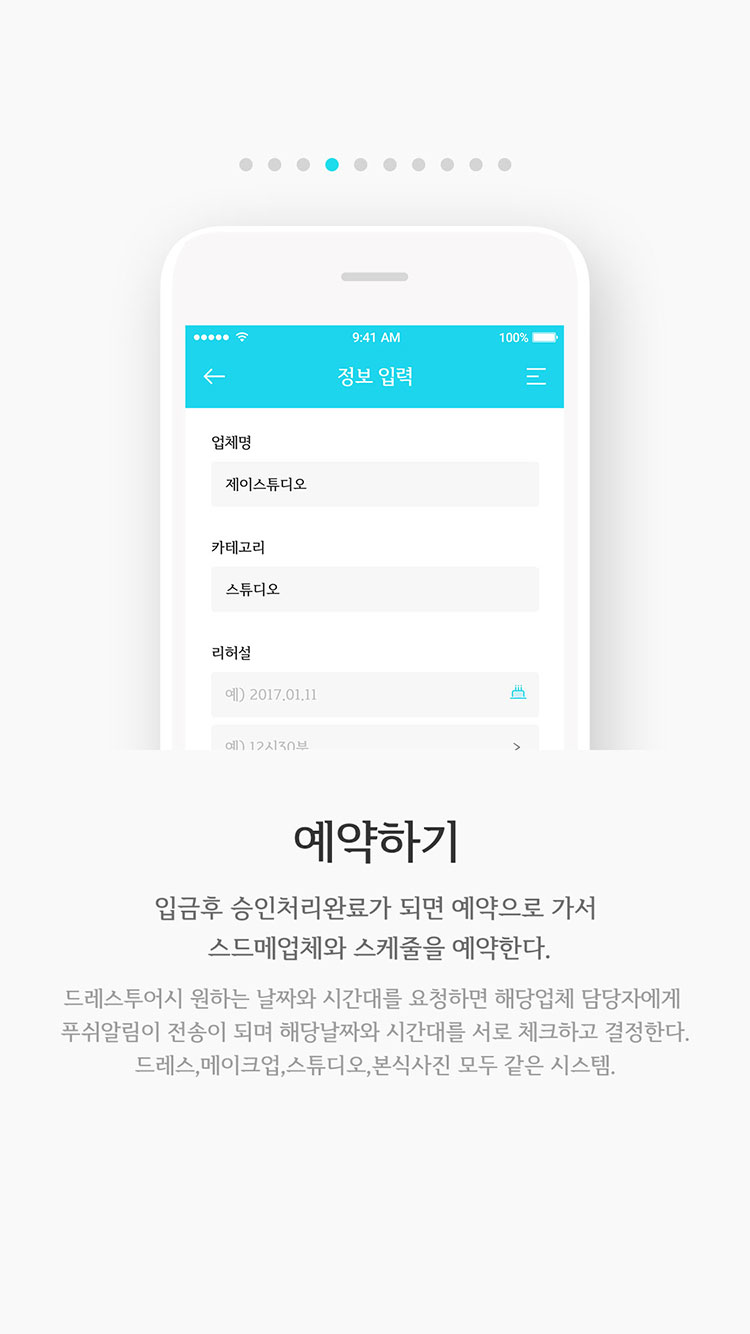 9:41 AM
100%
정보 입력
업체명
제이스튜디오
카테고리
스튜디오
리허설
예) 2017.01.11
예) 12시30분
예약하기
입금후 승인처리완료가 되면 예약으로 가서
스드메업체와 스케줄을 예약한다.
드레스투어시 원하는 날짜와 시간대를 요청하면 해당업체 담당자에게
푸쉬알림이 전송이 되며 해당날짜와 시간대를 서로 체크하고 결정한다.
드레스,메이크업,스튜디오,본식사진 모두 같은 시스템.